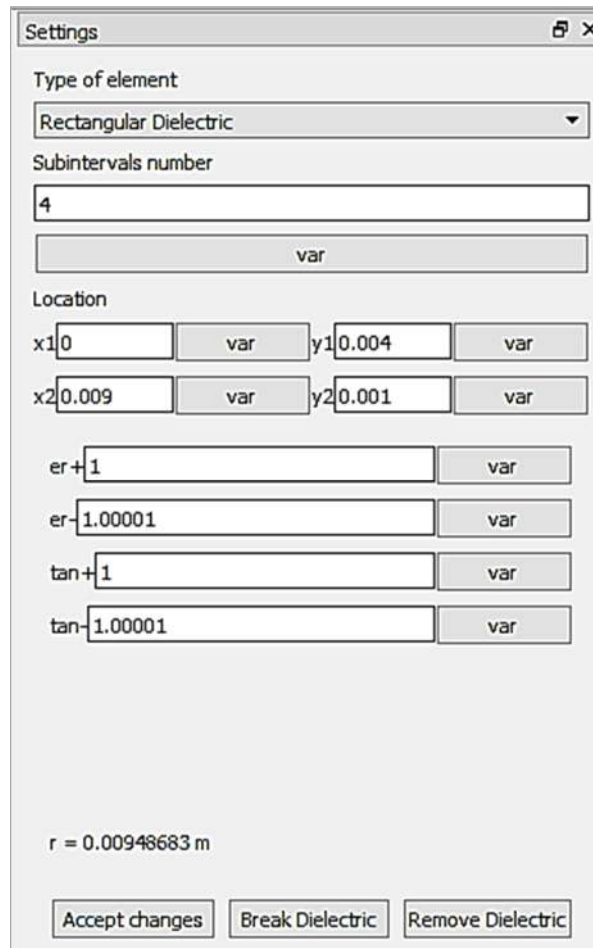 Settings
Type of element
Rectangular Dielectric
Subintervals number
4
var
Location
x1 0 var y1 0.004 var
x2 0.009 var y2 0.001 var
er+ 1 var
er- 1.00001 var
tan+ 1 var
tan- 1.00001 var
r = 0.00948683 m
Accept changes Break Dielectric Remove Dielectric